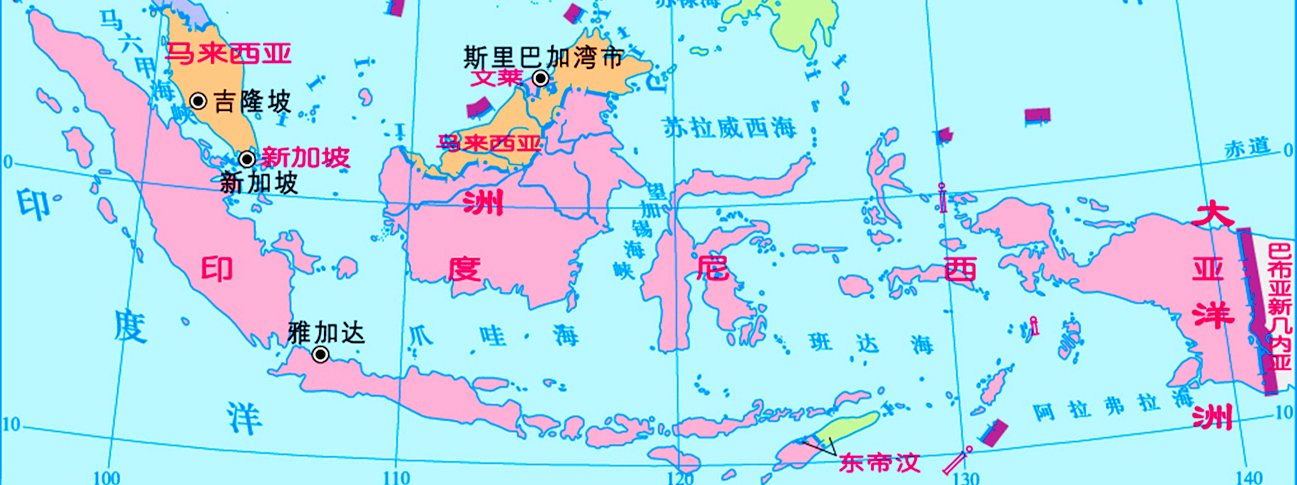 苏禄海
马六甲海峡
马来西亚
吉隆坡
斯里巴加湾市
文莱
马来西亚
苏拉威西海
赤道
0
0
新加坡
新加坡
印度洋
洲
望加锡海峡
大洋洲
亚
印度尼西亚
巴布亚新几内亚
雅加达
爪哇海
班达海
阿拉弗拉海
东帝汶
10
10
100
110
120
130
140